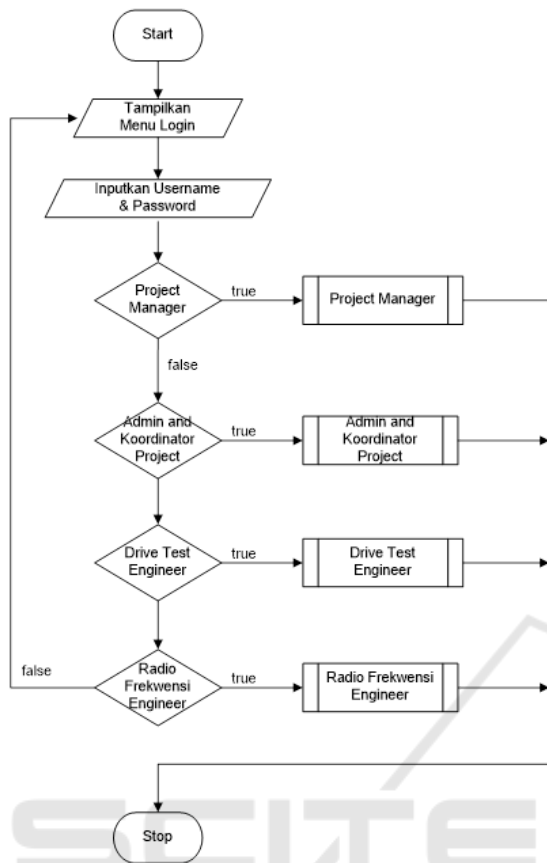 Start
Tampilkan
Menu Login
Inputkan Username
& Password
Project
Manager
true
Project Manager
false
Admin and
Koordinator
Project
true
Admin and
Koordinator
Project
Drive Test
Engineer
true
Drive Test
Engineer
false
Radio
Frekwensi
Engineer
true
Radio Frekwensi
Engineer
Stop